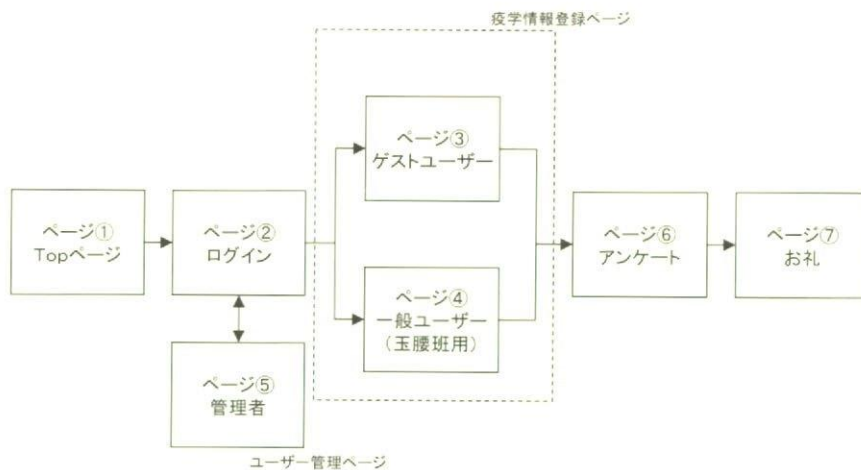 疫学情報登録ページ
ページ③
ゲストユーザー
ページ①
Topページ
ページ②
ログイン
ページ④
一般ユーザー
(玉腰班用)
ページ⑥
アンケート
ページ⑦
お礼
ページ⑤
管理者
ユーザー管理ページ